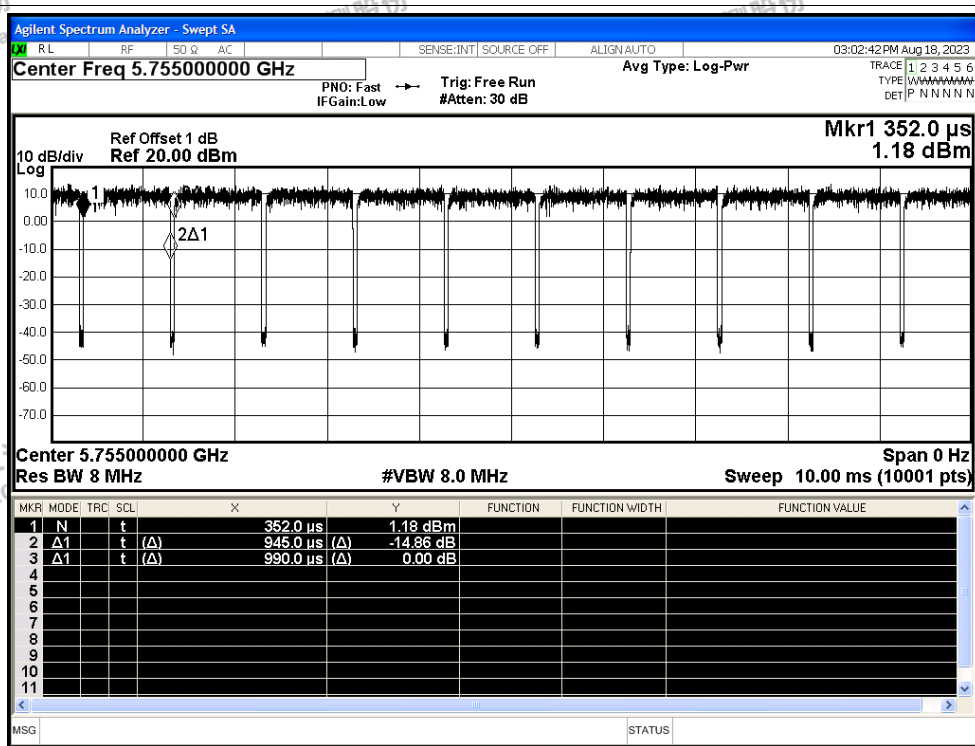 Agilent Spectrum Analyzer - Swept SA
LXI RL RF 50 Ω AC SENSE:INT SOURCE OFF ALIGN AUTO 03:02:42 PM Aug 18, 2023
Center Freq 5.755000000 GHz Avg Type: Log-Pwr TRACE 1 2 3 4 5 6
PNO: Fast Trig: Free Run TYPE W
IFGain:Low #Atten: 30 dB DET P N N N N N
Mkr1 352.0 µs
Ref Offset 1 dB
10 dB/div Ref 20.00 dBm 1.18 dBm
Log
10.0 1
0.00
2Δ1
-10.0
-20.0
-30.0
-40.0
-50.0
-60.0
-70.0
Center 5.755000000 GHz Span 0 Hz
Res BW 8 MHz #VBW 8.0 MHz Sweep 10.00 ms (10001 pts)
MKR MODE TRC SCL X Y FUNCTION FUNCTION WIDTH FUNCTION VALUE
1 N t 352.0 µs 1.18 dBm
2 Δ1 t (Δ) 945.0 µs (Δ) -14.86 dB
3 Δ1 t (Δ) 990.0 µs (Δ) 0.00 dB
4
5
6
7
8
9
10
11
MSG STATUS